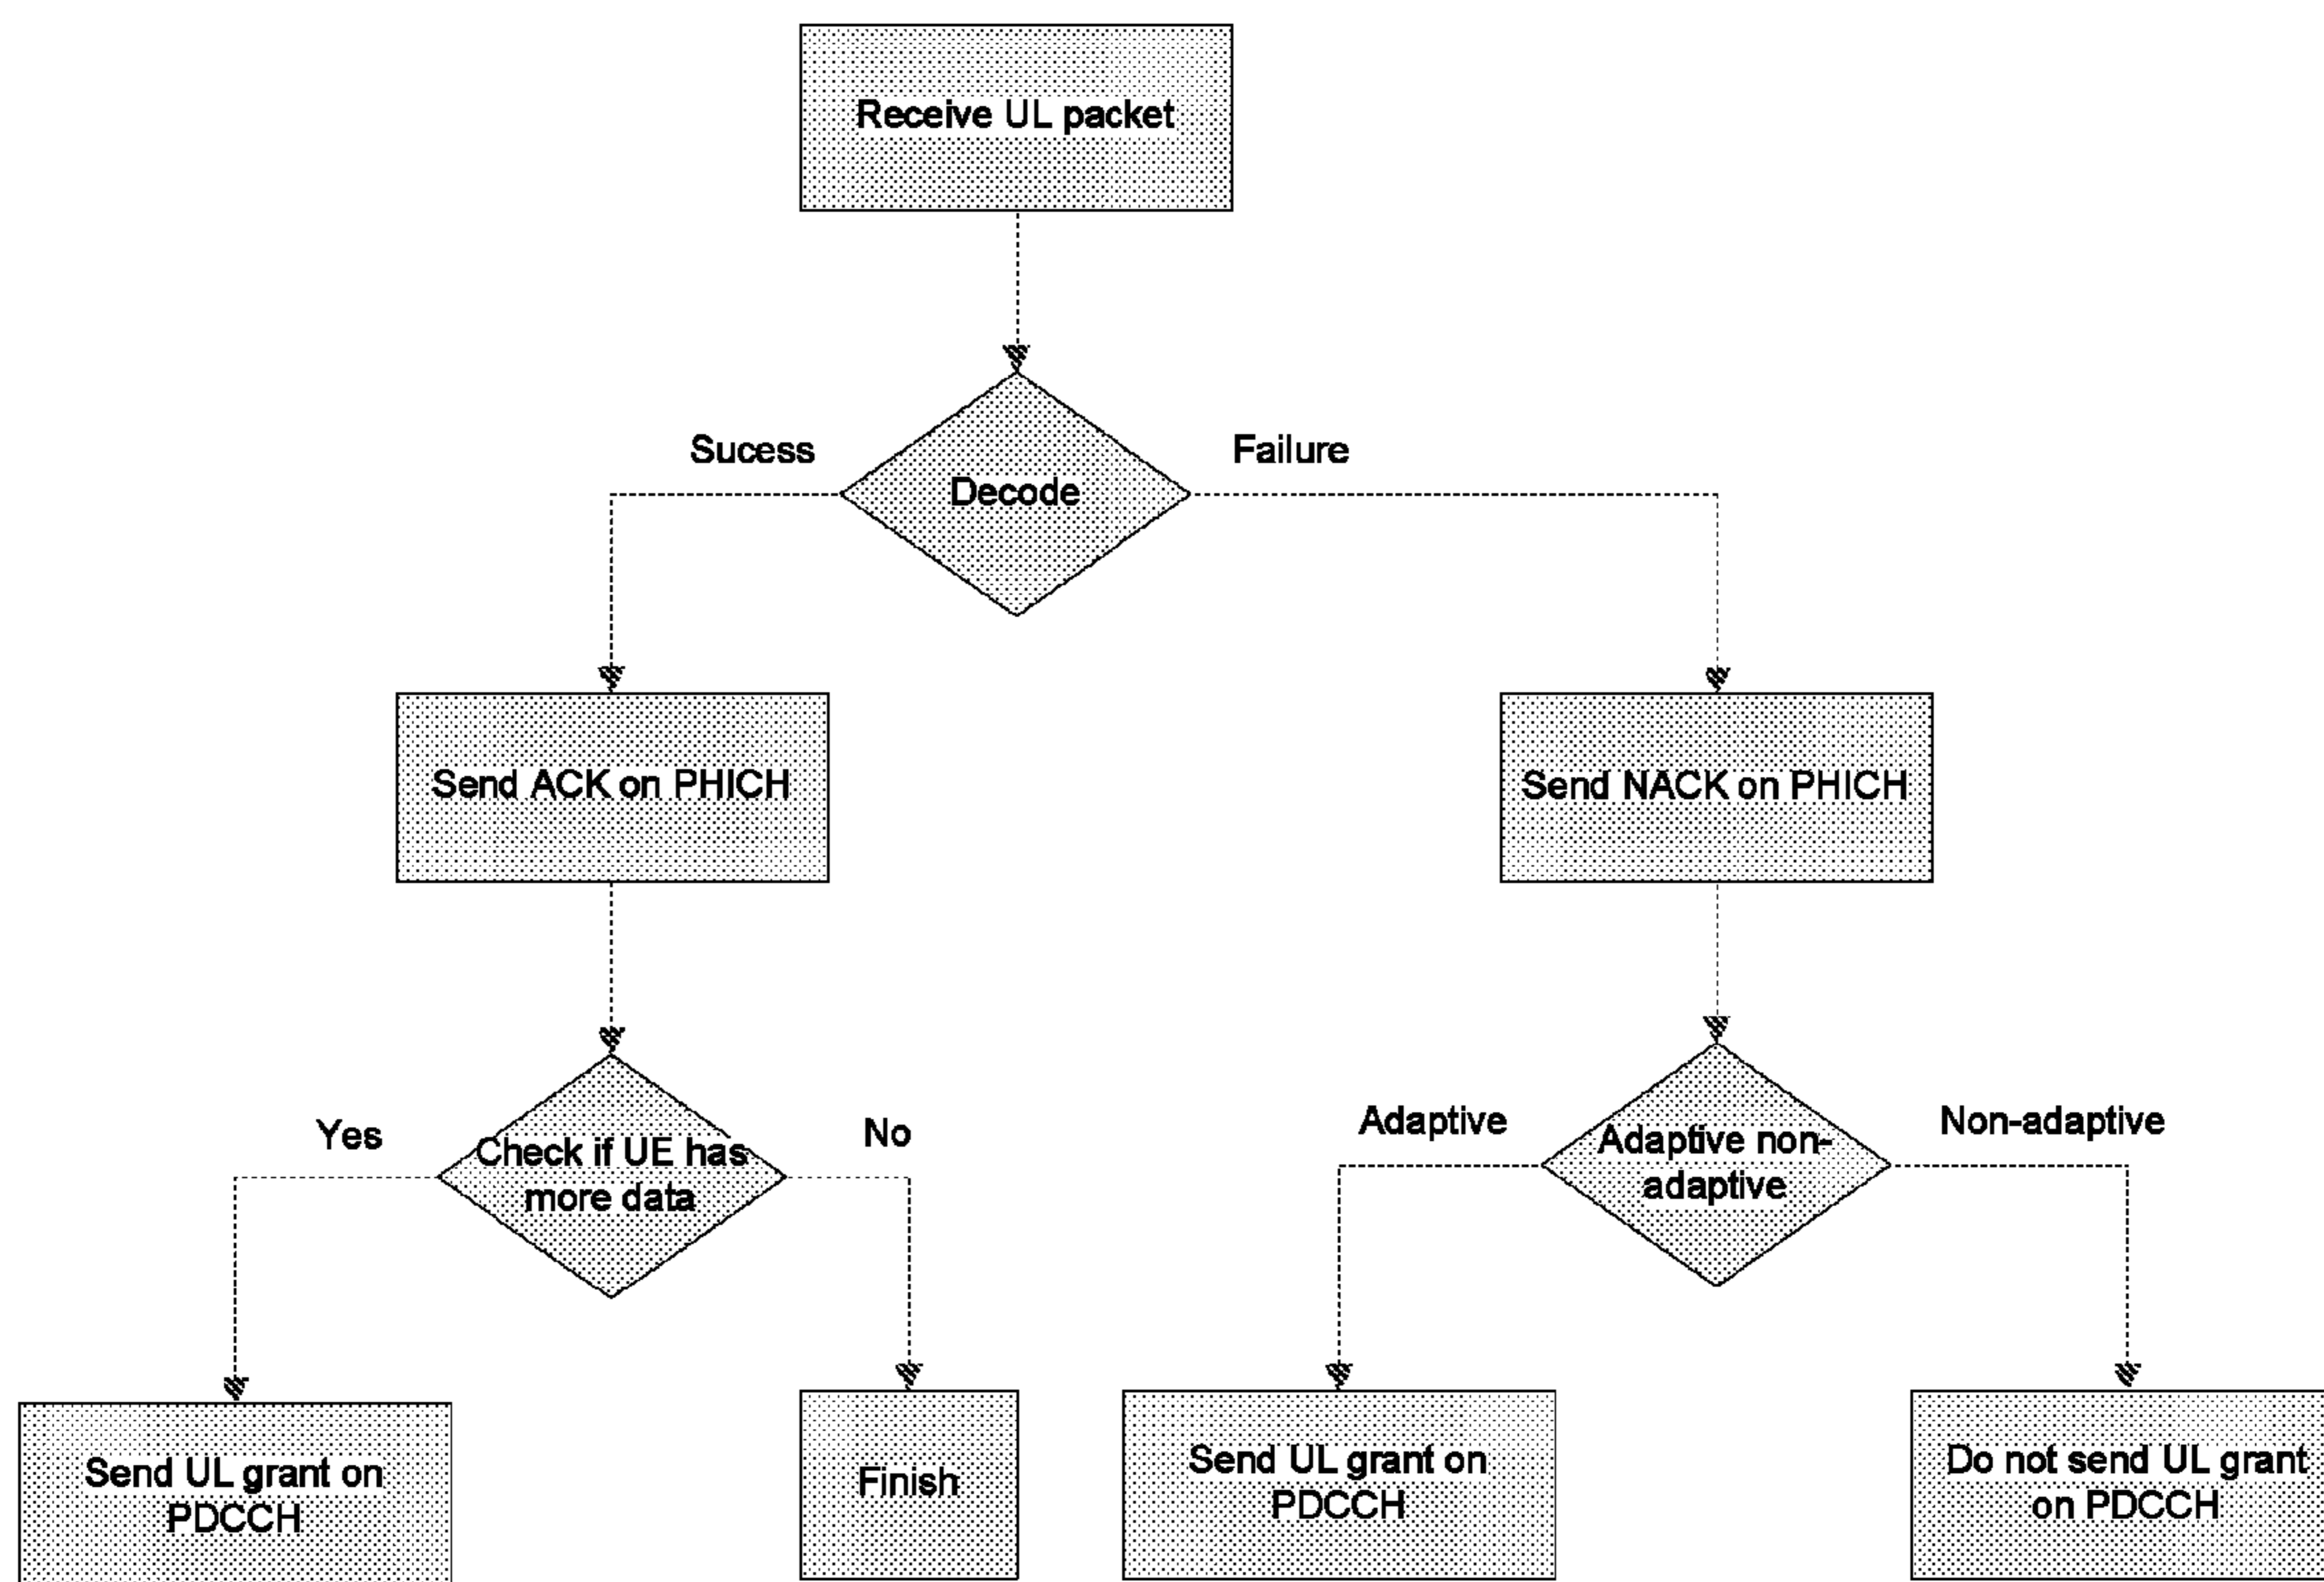 Receive UL packet
Sucess
Failure
Decode
Send ACK on PHICH
Send NACK on PHICH
Yes
Check if UE has
more data
No
Adaptive
Adaptive non-
adaptive
Non-adaptive
Send UL grant on
PDCCH
Finish
Send UL grant on
PDCCH
Do not send UL grant
on PDCCH